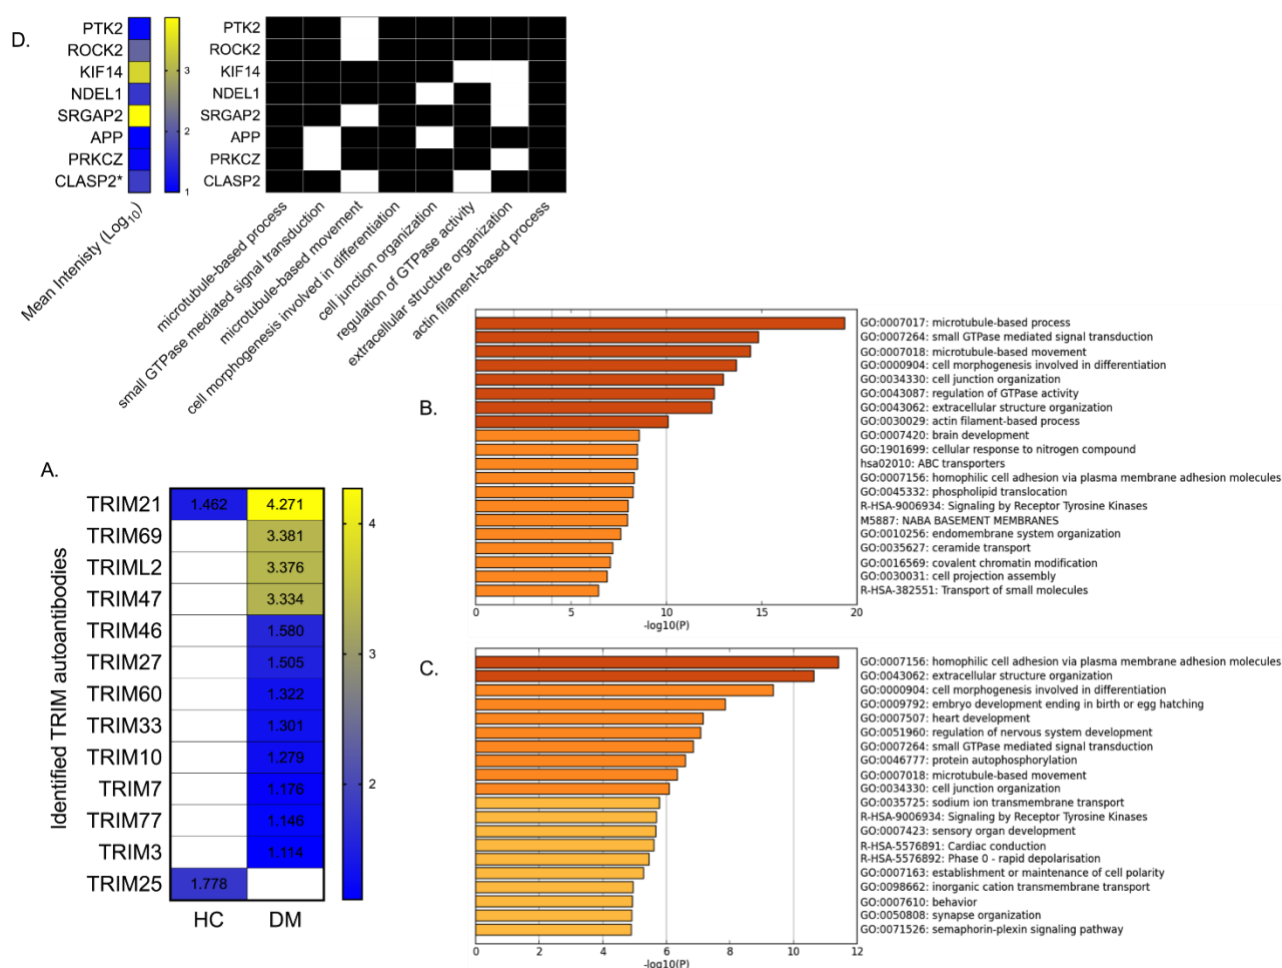 D.
PTK2
ROCK2
KIF14
NDEL1
SRGAP2
APP
PRKCZ
CLASP2*
3
2
1
Mean Intenisty (Log10)
PTK2
ROCK2
KIF14
NDEL1
SRGAP2
APP
PRKCZ
CLASP2
microtubule-based process
small GTPase mediated signal transduction
microtubule-based movement
cell morphogenesis involved in differentiation
cell junction organization
regulation of GTPase activity
extracellular structure organization
actin filament-based process
B.
GO:0007017: microtubule-based process
GO:0007264: small GTPase mediated signal transduction
GO:0007018: microtubule-based movement
GO:0000904: cell morphogenesis involved in differentiation
GO:0034330: cell junction organization
GO:0043087: regulation of GTPase activity
GO:0043062: extracellular structure organization
GO:0030029: actin filament-based process
GO:0007420: brain development
GO:1901699: cellular response to nitrogen compound
hsa02010: ABC transporters
GO:0007156: homophilic cell adhesion via plasma membrane adhesion molecules
GO:0045332: phospholipid translocation
R-HSA-9006934: Signaling by Receptor Tyrosine Kinases
M5887: NABA BASEMENT MEMBRANES
GO:0010256: endomembrane system organization
GO:0035627: ceramide transport
GO:0016569: covalent chromatin modification
GO:0030031: cell projection assembly
R-HSA-382551: Transport of small molecules
0 5 10 15 20
-log10(P)
A.
Identified TRIM autoantibodies
TRIM21 1.462 4.271
TRIM69 3.381
TRIML2 3.376
TRIM47 3.334
TRIM46 1.580
TRIM27 1.505
TRIM60 1.322
TRIM33 1.301
TRIM10 1.279
TRIM7 1.176
TRIM77 1.146
TRIM3 1.114
TRIM25 1.778
HC DM
4
3
2
C.
GO:0007156: homophilic cell adhesion via plasma membrane adhesion molecules
GO:0043062: extracellular structure organization
GO:0000904: cell morphogenesis involved in differentiation
GO:0009792: embryo development ending in birth or egg hatching
GO:0007507: heart development
GO:0051960: regulation of nervous system development
GO:0007264: small GTPase mediated signal transduction
GO:0046777: protein autophosphorylation
GO:0007018: microtubule-based movement
GO:0034330: cell junction organization
GO:0035725: sodium ion transmembrane transport
R-HSA-9006934: Signaling by Receptor Tyrosine Kinases
GO:0007423: sensory organ development
R-HSA-5576891: Cardiac conduction
R-HSA-5576892: Phase 0 - rapid depolarisation
GO:0007163: establishment or maintenance of cell polarity
GO:0098662: inorganic cation transmembrane transport
GO:0007610: behavior
GO:0050808: synapse organization
GO:0071526: semaphorin-plexin signaling pathway
0 2 4 6 8 10 12
-log10(P)